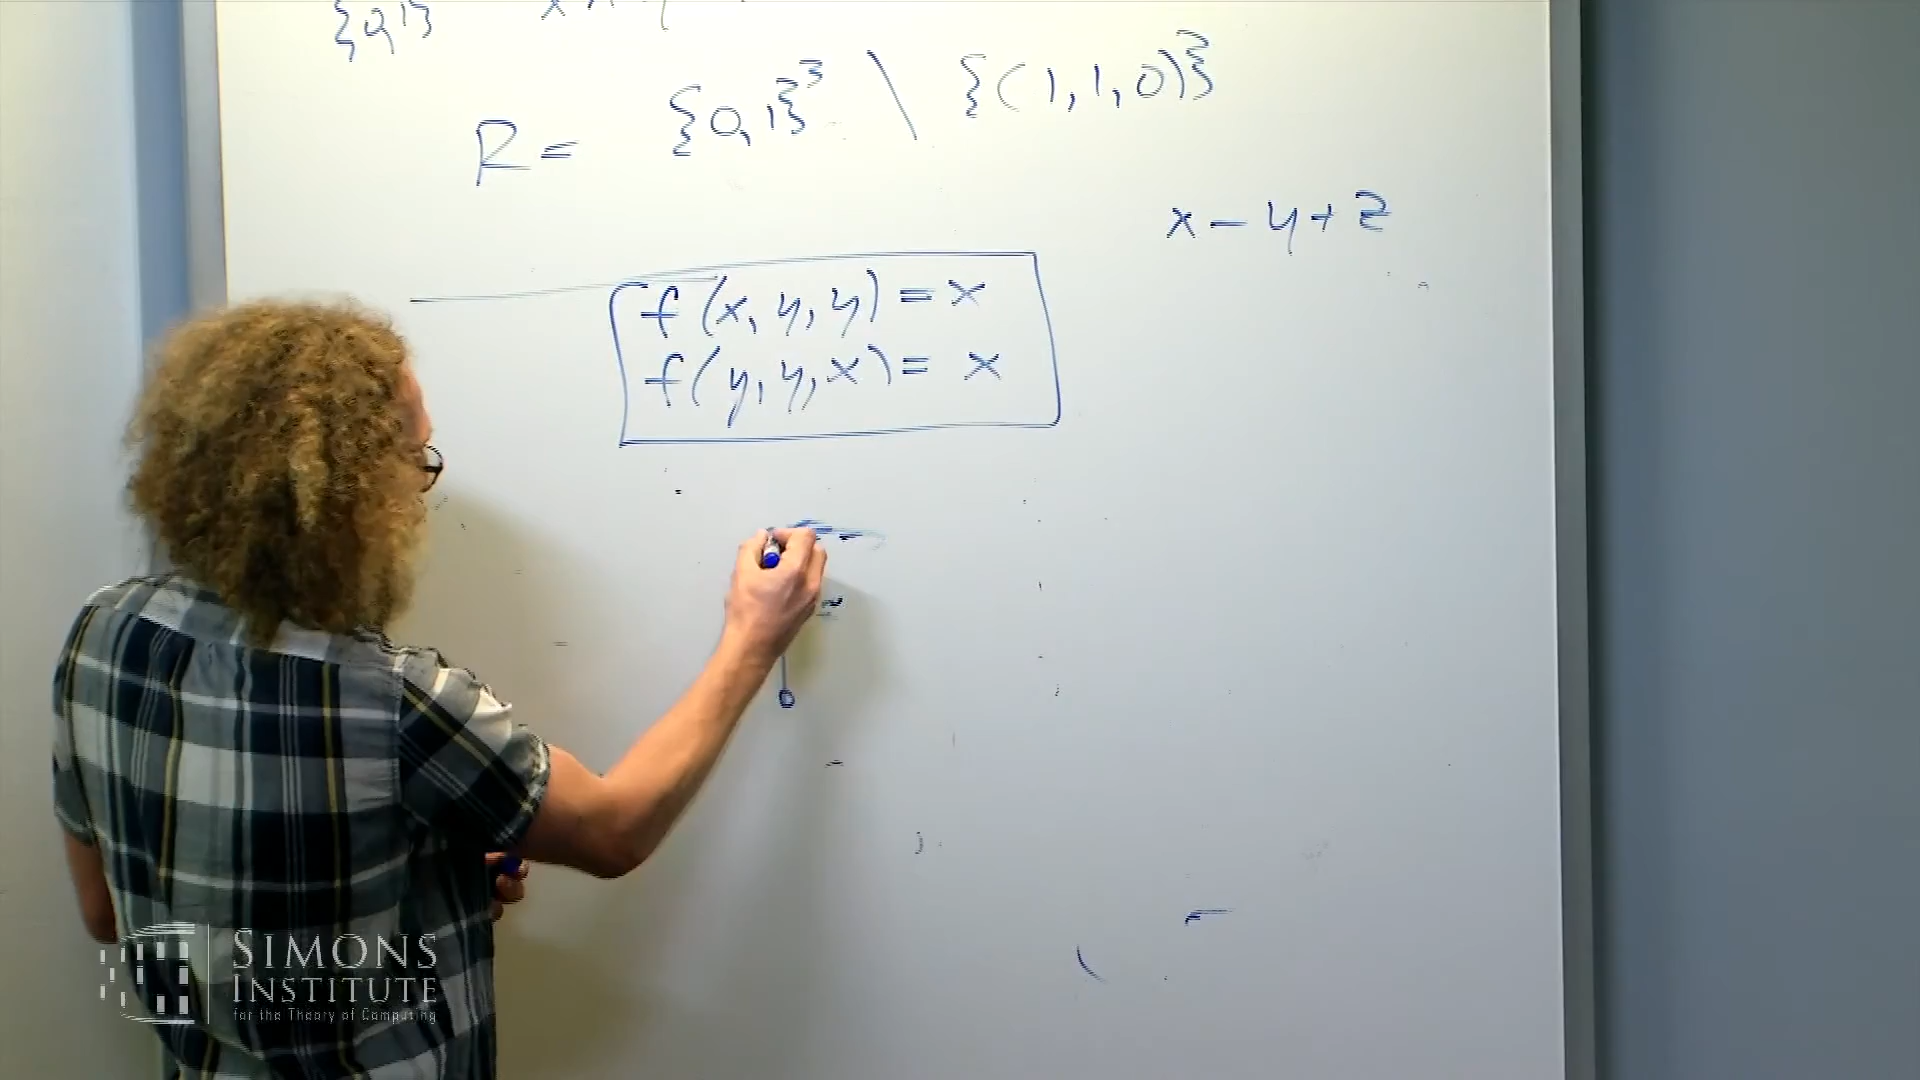 {0,1}
R = {0,1}³ \ {(1,1,0)}
x - y + z
f(x, y, y) = x
f(y, y, x) = x
SIMONS
INSTITUTE
for the Theory of Computing